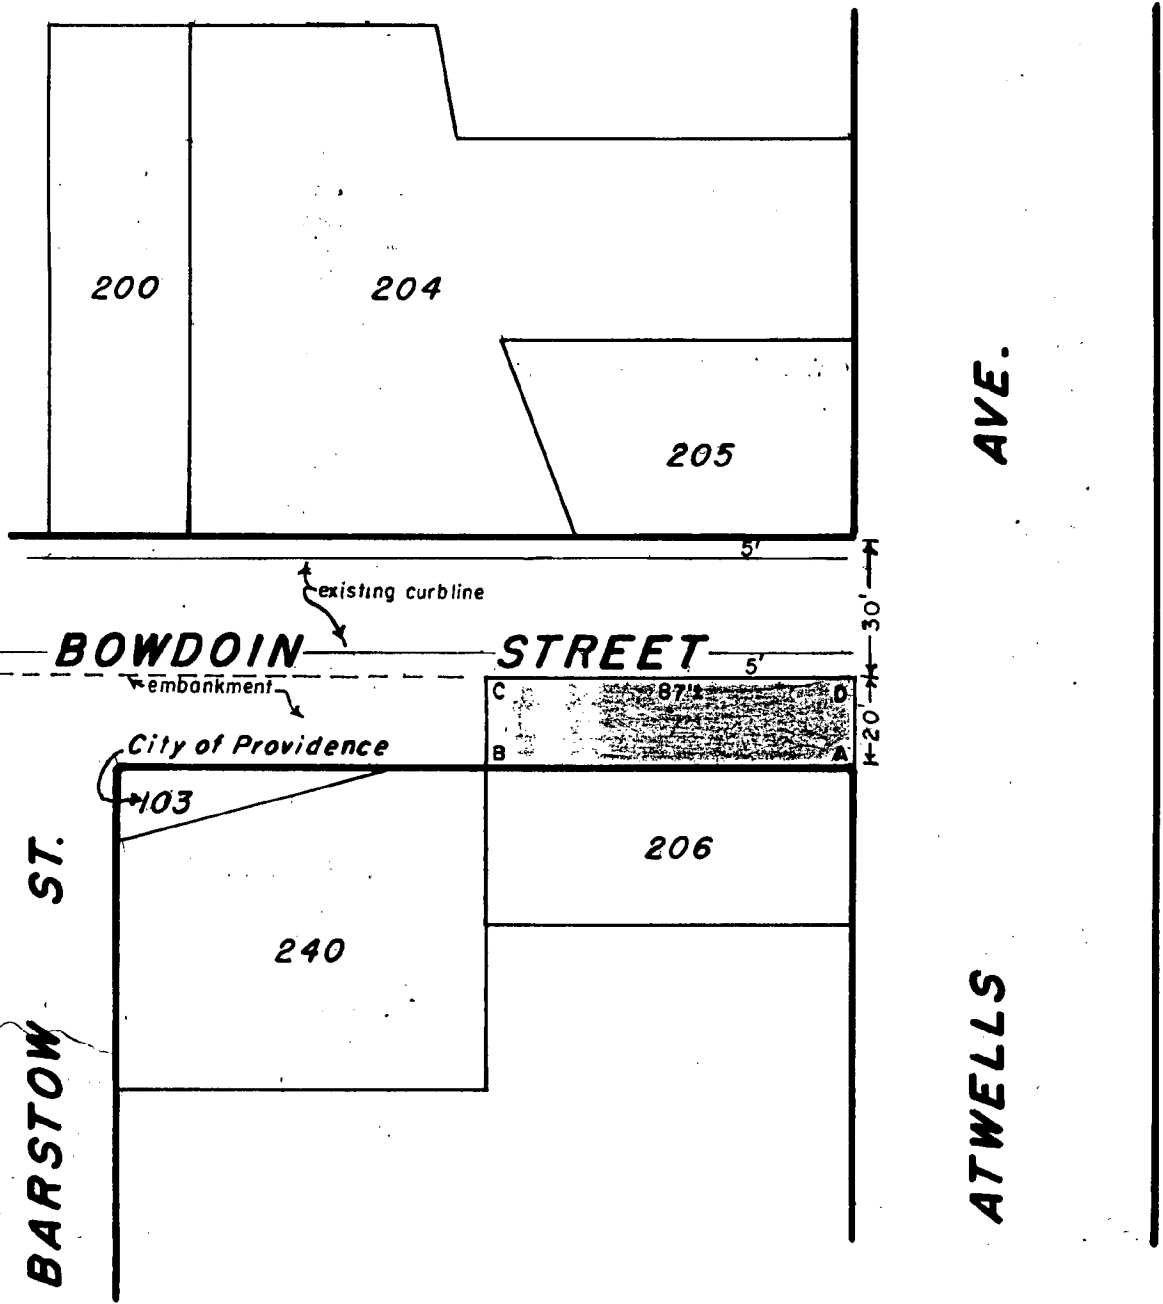 200
204
205
AVE.
5'
existing curbline
30'
BOWDOIN STREET
5'
embankment
C
D
20'
B
A
City of Providence
103
206
ST.
240
BARSTOW
ATWELLS